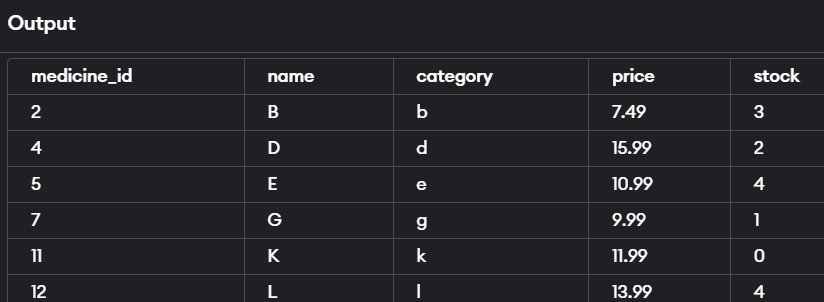 Output
medicine_id name category price stock
2 B b 7.49 3
4 D d 15.99 2
5 E e 10.99 4
7 G g 9.99 1
11 K k 11.99 0
12 L l 13.99 4